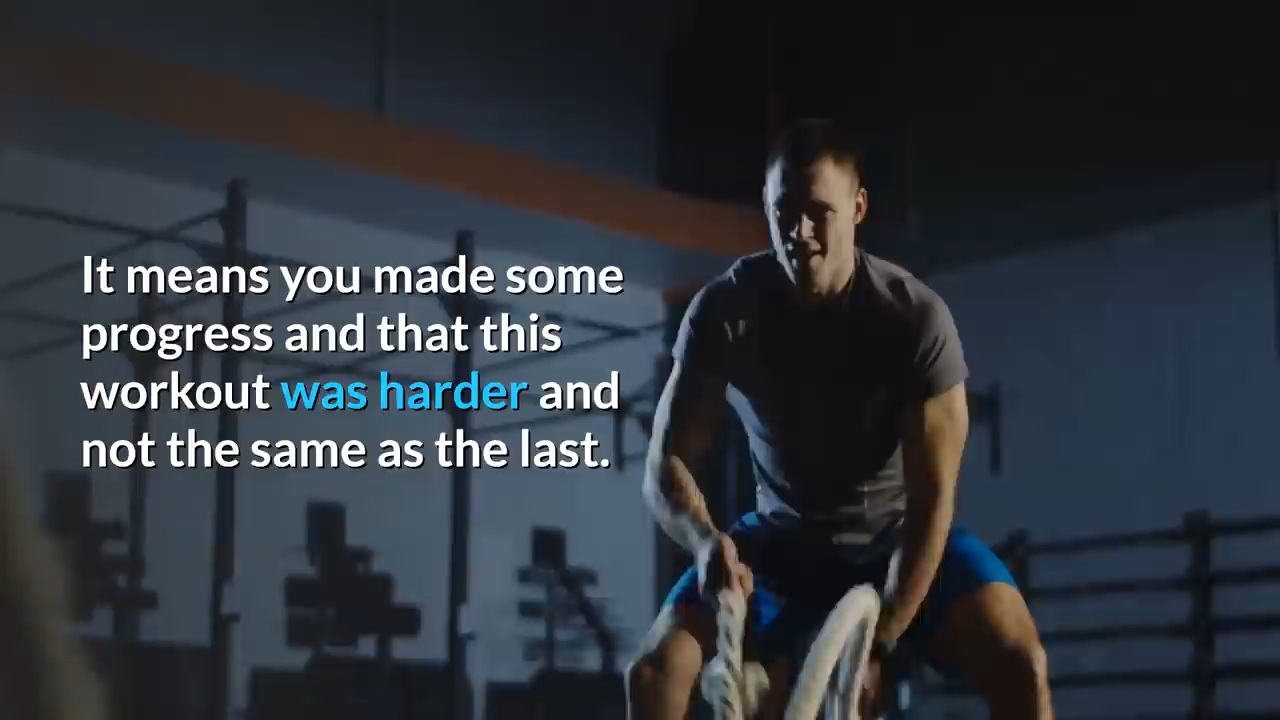 It means you made some
progress and that this
workout was harder and
not the same as the last.